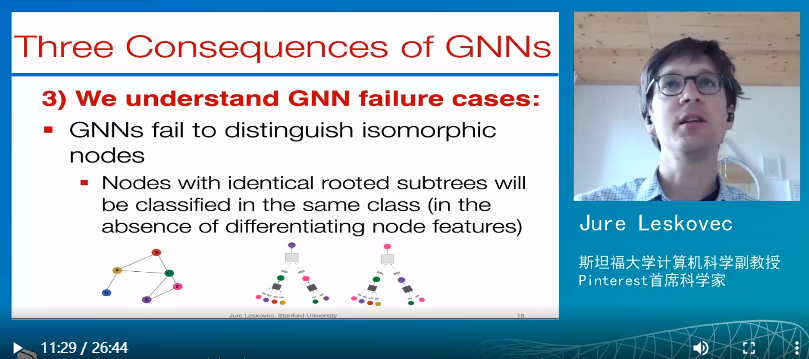 Three Consequences of GNNs
3) We understand GNN failure cases:
GNNs fail to distinguish isomorphic
nodes
Nodes with identical rooted subtrees will
be classified in the same class (in the
absence of differentiating node features)
Jure Leskovec, Stanford University
18
Jure Leskovec
斯坦福大学计算机科学副教授
Pinterest首席科学家
11:29 / 26:44